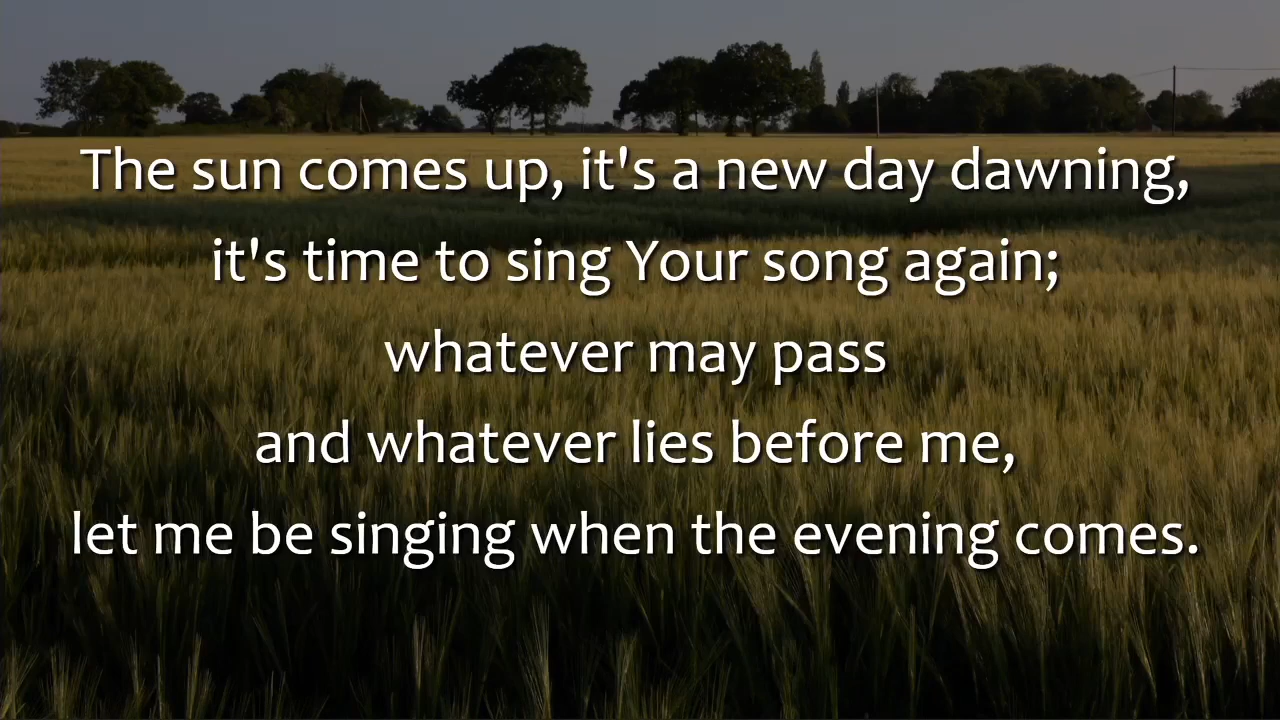 The sun comes up, it's a new day dawning,
it's time to sing Your song again;
whatever may pass
and whatever lies before me,
let me be singing when the evening comes.